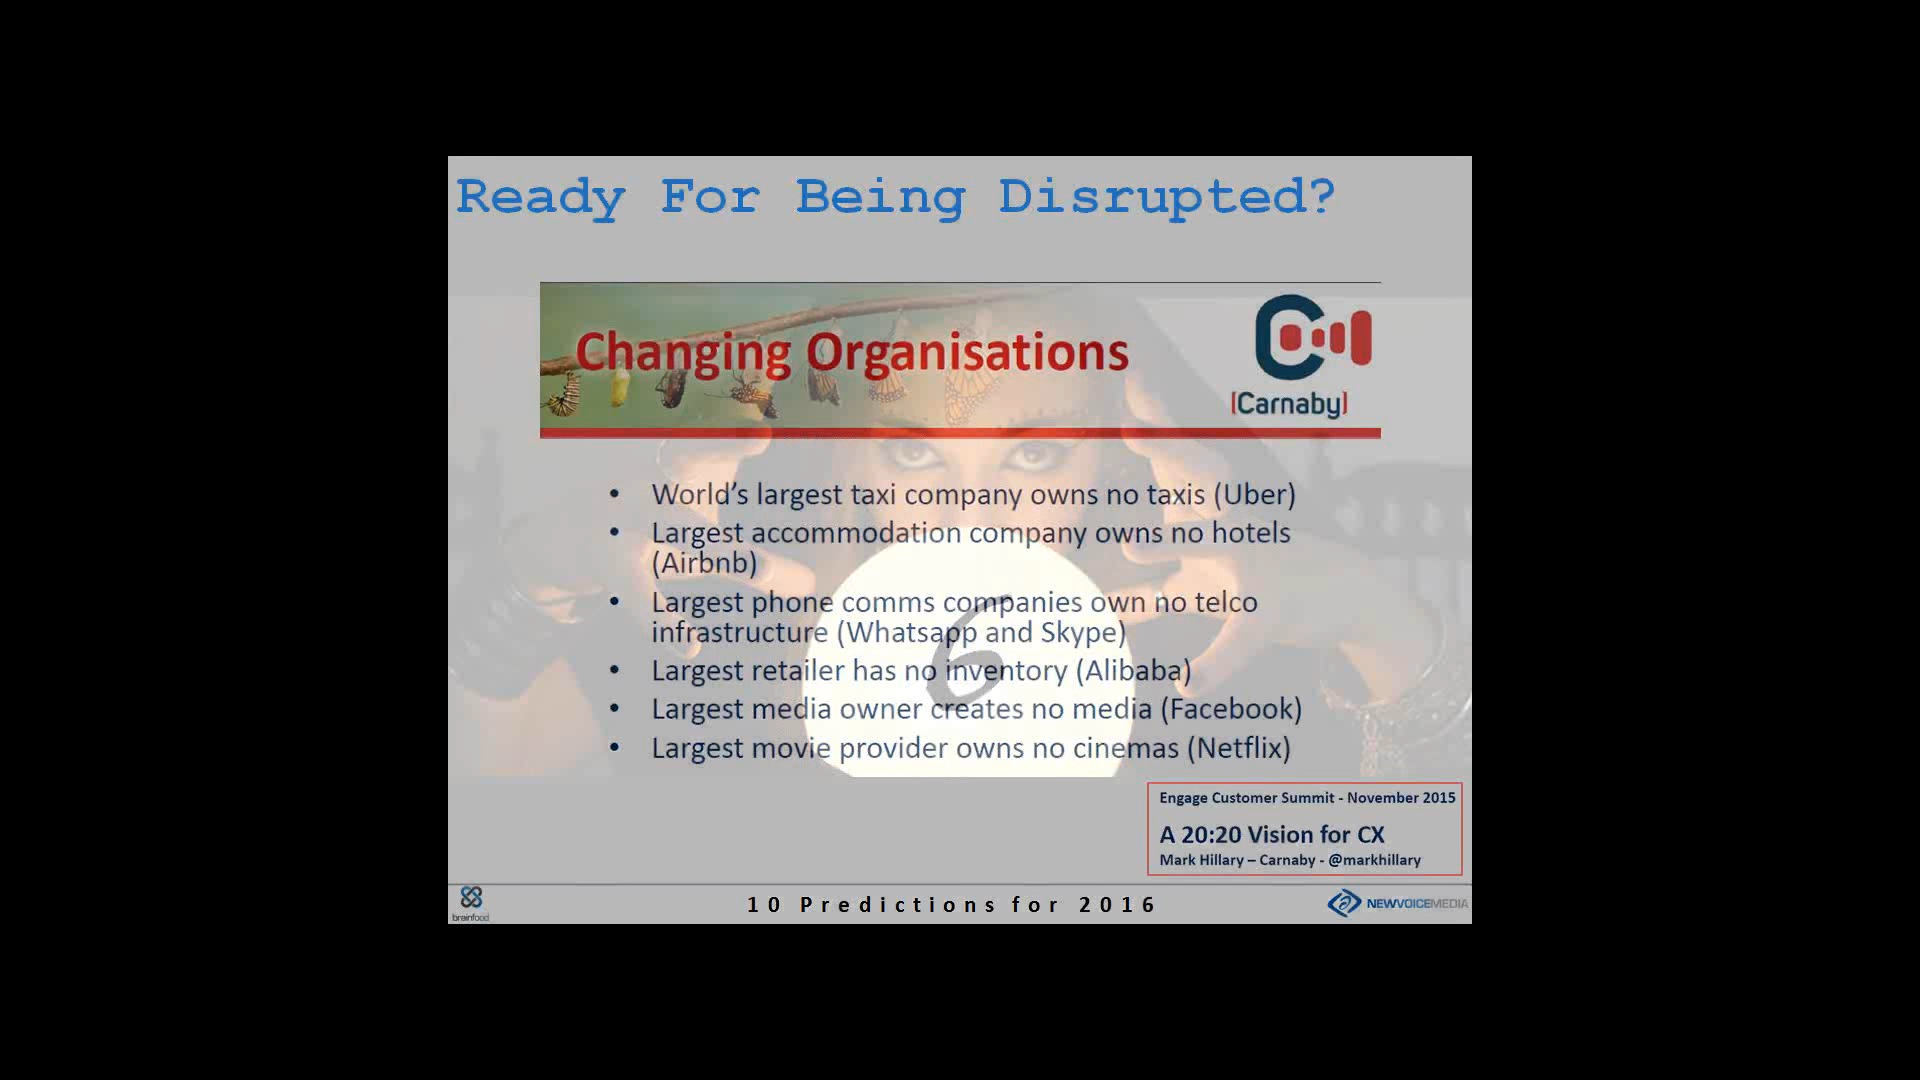 Ready For Being Disrupted?
Changing Organisations
[Carnaby]
• World's largest taxi company owns no taxis (Uber)
• Largest accommodation company owns no hotels
(Airbnb)
• Largest phone comms companies own no telco
infrastructure (Whatsapp and Skype)
• Largest retailer has no inventory (Alibaba)
• Largest media owner creates no media (Facebook)
• Largest movie provider owns no cinemas (Netflix)
6
Engage Customer Summit - November 2015
A 20:20 Vision for CX
Mark Hillary – Carnaby - @markhillary
brainfood
10 Predictions for 2016
NEWVOICEMEDIA